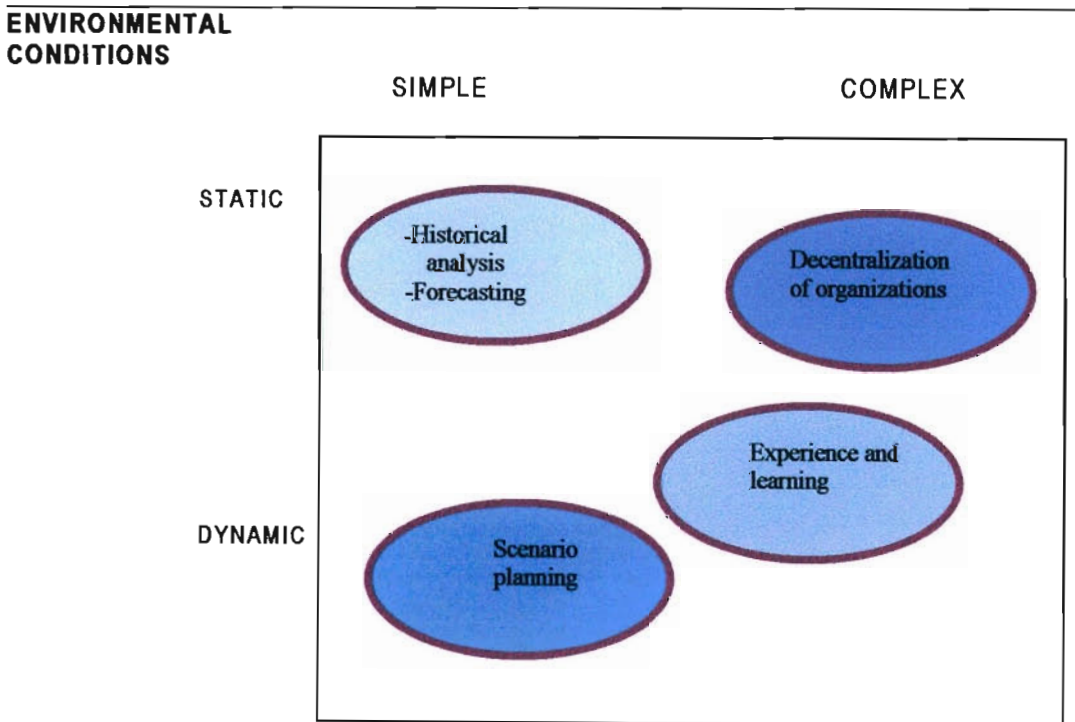 ENVIRONMENTAL
CONDITIONS
SIMPLE
COMPLEX
STATIC
-Historical
analysis
-Forecasting
Decentralization
of organizations
Experience and
learning
DYNAMIC
Scenario
planning